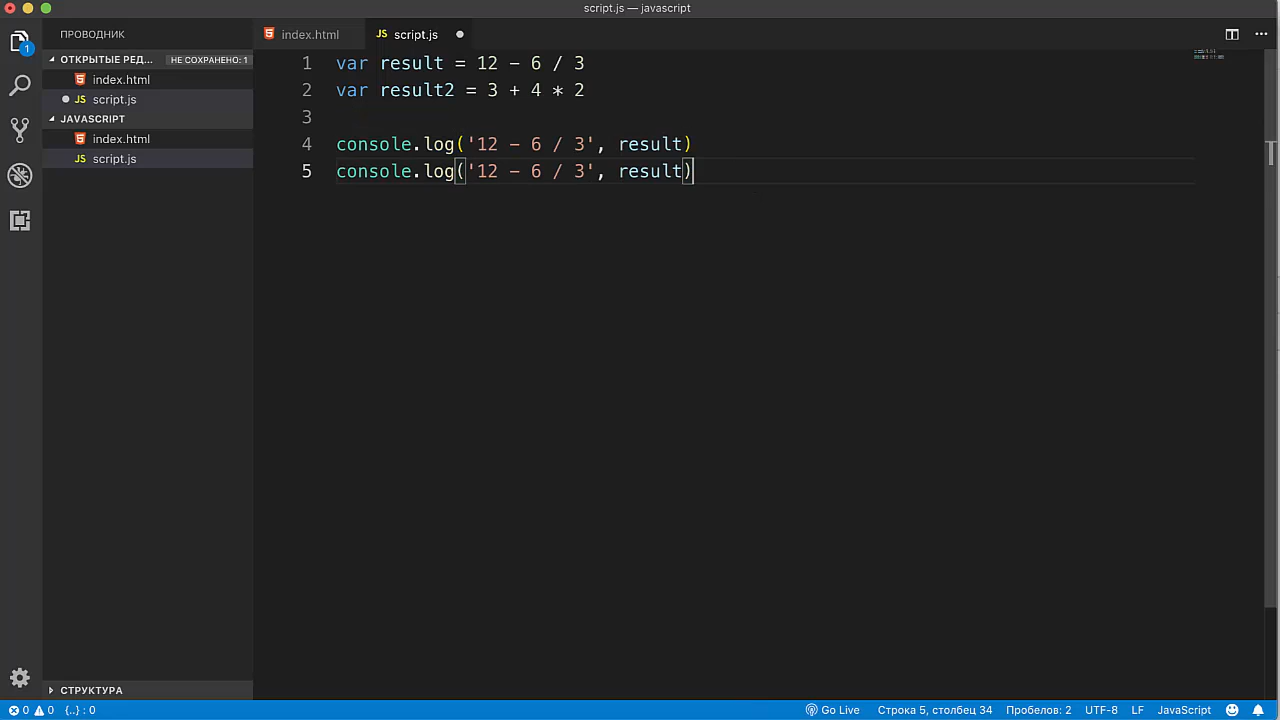 script.js — javascript
ПРОВОДНИК
index.html
JS script.js
1
ОТКРЫТЫЕ РЕД... НЕ СОХРАНЕНО: 1
index.html
JS script.js
JAVASCRIPT
index.html
JS script.js
1 var result = 12 - 6 / 3
2 var result2 = 3 + 4 * 2
3
4 console.log('12 - 6 / 3', result)
5 console.log('12 - 6 / 3', result)
СТРУКТУРА
0 0 {..} : 0 Go Live Строка 5, столбец 34 Пробелов: 2 UTF-8 LF JavaScript